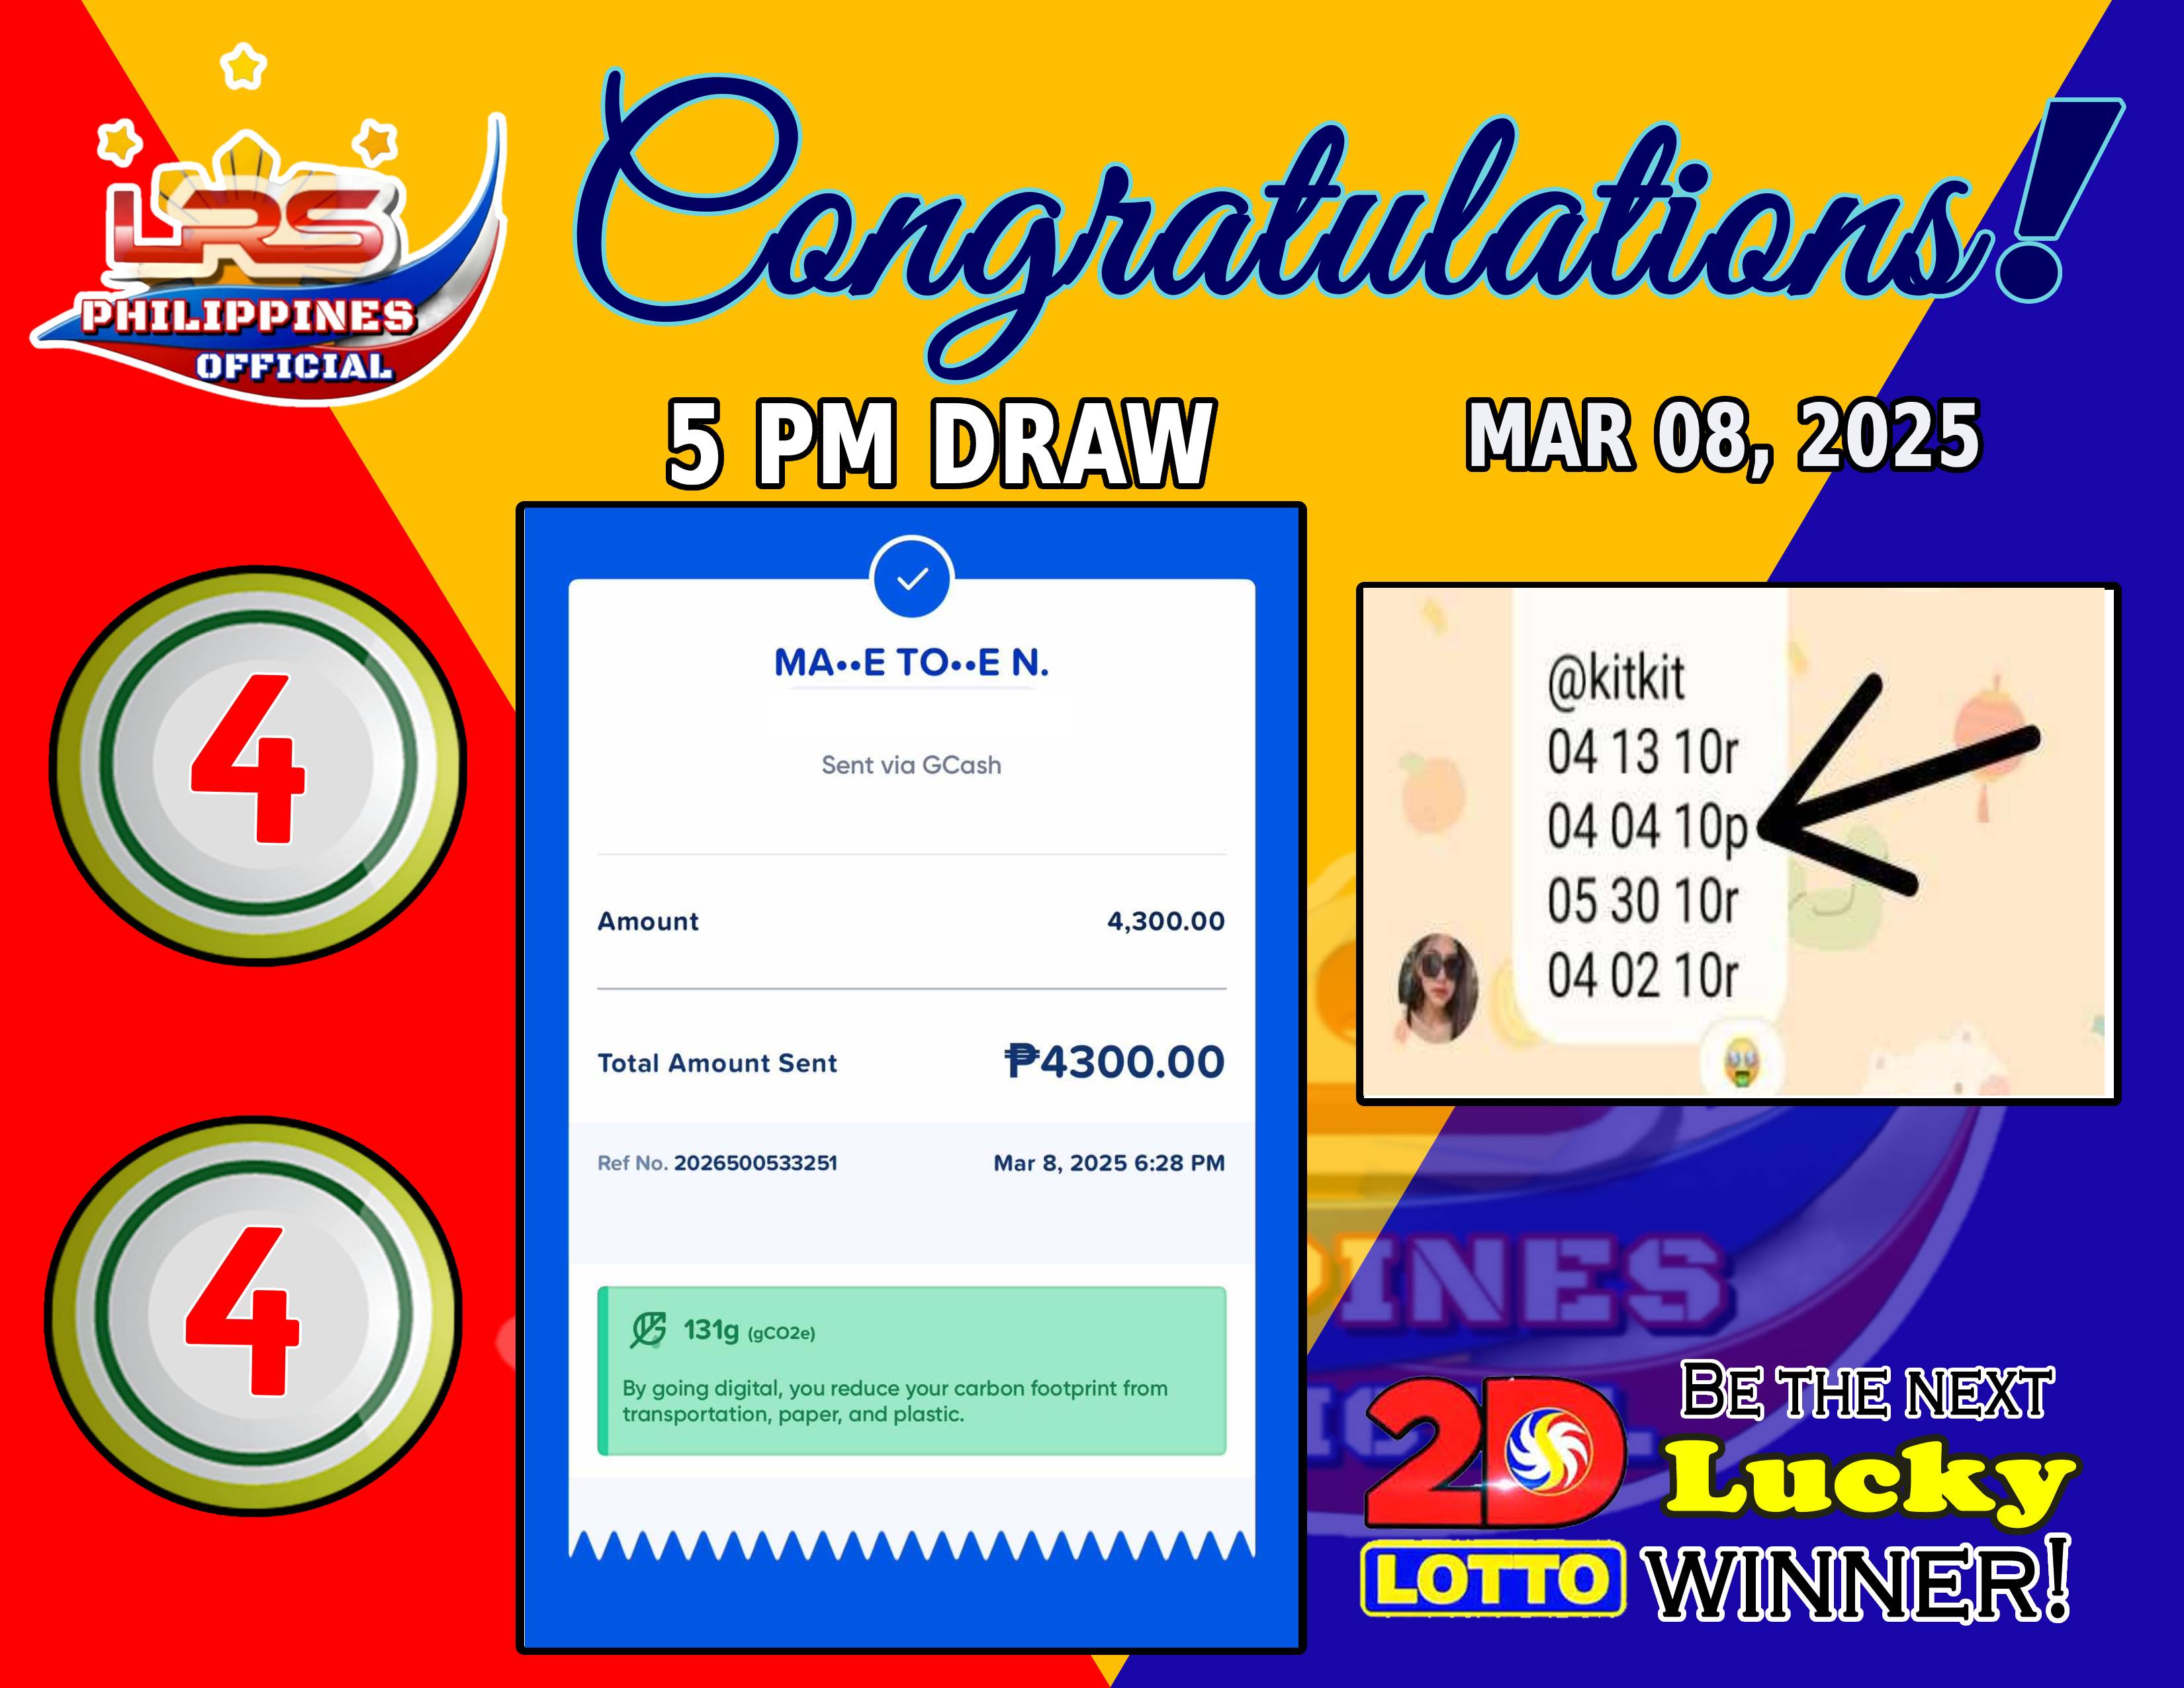 LRS
PHILIPPINES
OFFICIAL
Congratulations!
5 PM DRAW
MAR 08, 2025
4
4
MA••E TO••E N.
Sent via GCash
Amount 4,300.00
Total Amount Sent ₱4300.00
Ref No. 2026500533251 Mar 8, 2025 6:28 PM
131g (gCO2e)
By going digital, you reduce your carbon footprint from
transportation, paper, and plastic.
@kitkit
04 13 10r
04 04 10p
05 30 10r
04 02 10r
PINES
2D
LOTTO
BE THE NEXT
Lucky
WINNER!